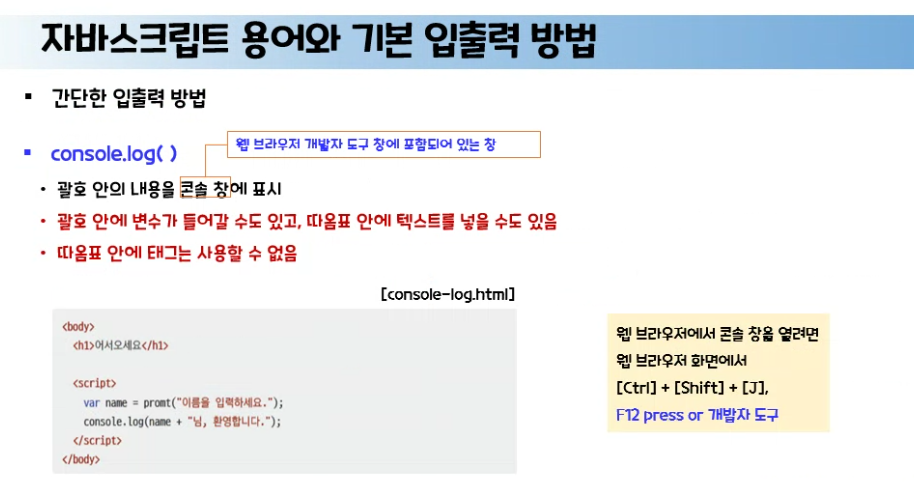 자바스크립트 용어와 기본 입출력 방법
▪ 간단한 입출력 방법
웹 브라우저 개발자 도구 창에 포함되어 있는 창
▪ console.log( )
• 괄호 안의 내용을 콘솔 창에 표시
• 괄호 안에 변수가 들어갈 수도 있고, 따옴표 안에 텍스트를 넣을 수도 있음
• 따옴표 안에 태그는 사용할 수 없음
[console-log.html]
<body>
<h1>어서오세요</h1>
<script>
var name = promt("이름을 입력하세요.");
console.log(name + "님, 환영합니다.");
</script>
</body>
웹 브라우저에서 콘솔 창을 열려면
웹 브라우저 화면에서
[Ctrl] + [Shift] + [J],
F12 press or 개발자 도구